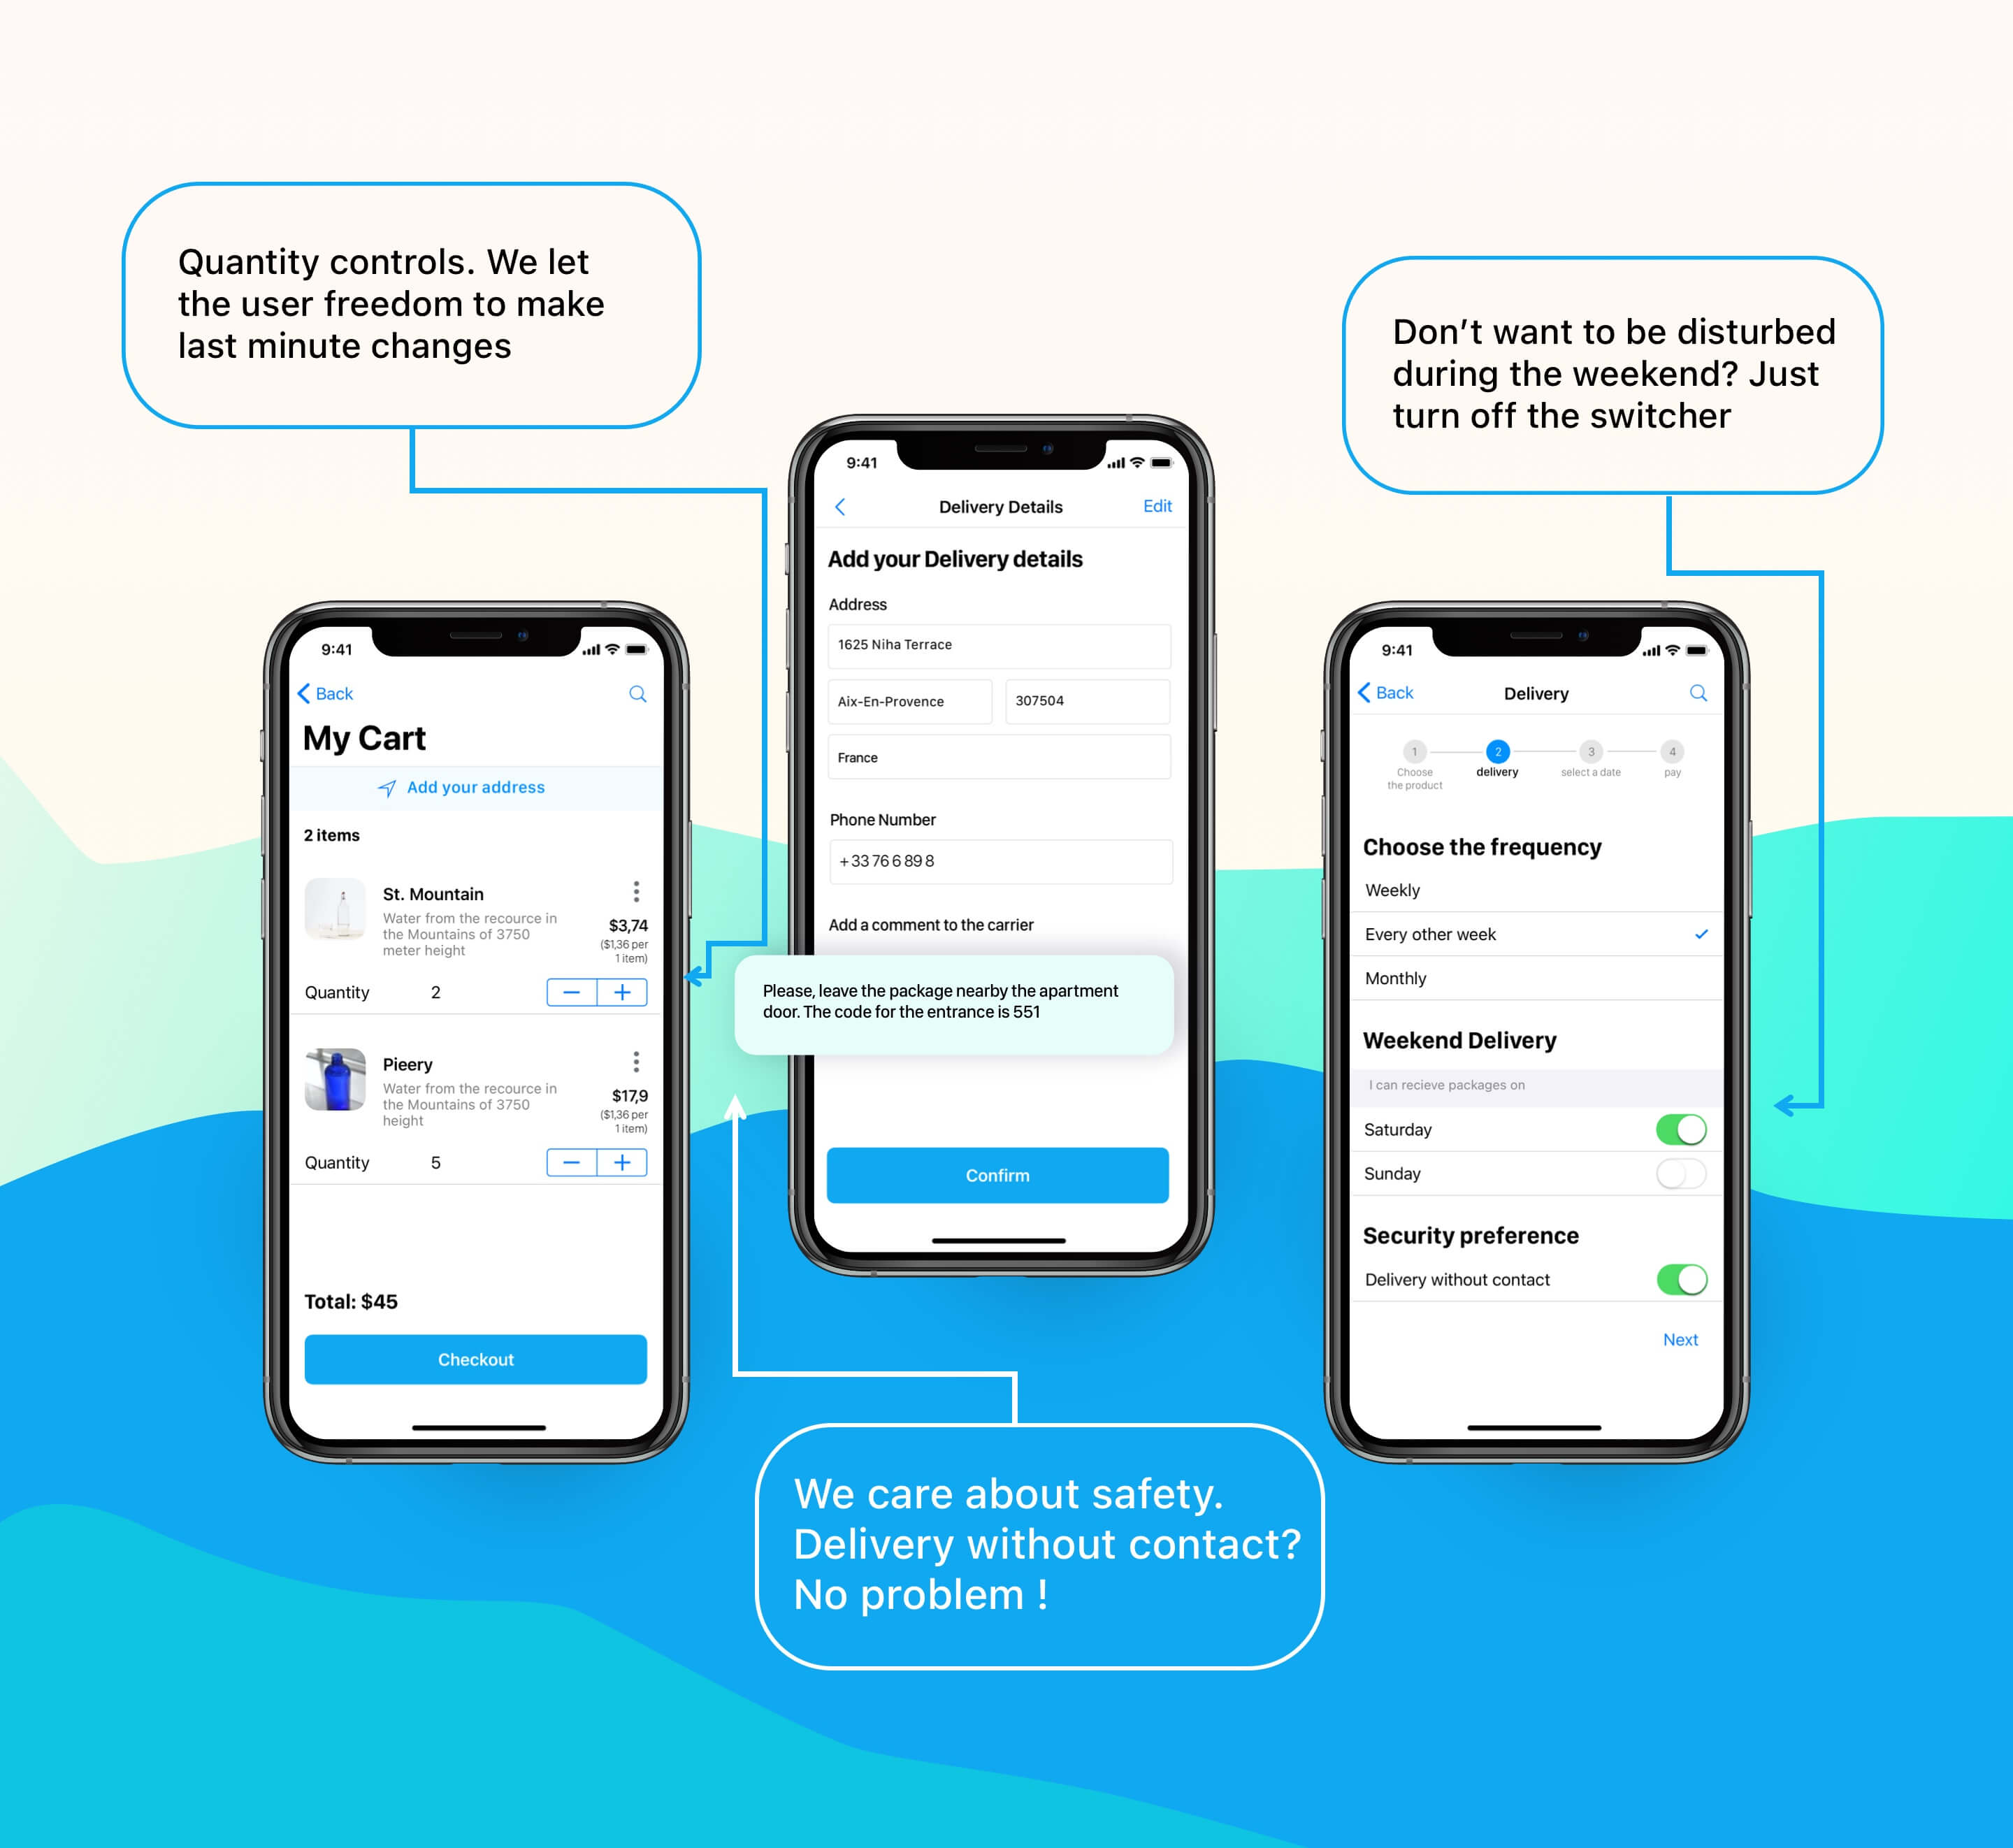 Quantity controls. We let
the user freedom to make
last minute changes
Don’t want to be disturbed
during the weekend? Just
turn off the switcher
9:41
Back
My Cart
Add your address
2 items
St. Mountain
Water from the recource in
the Mountains of 3750
meter height
$3,74
($1,36 per
1 item)
Quantity 2
Pieery
Water from the recource in
the Mountains of 3750
height
$17,9
($1,36 per
1 item)
Quantity 5
Total: $45
Checkout
9:41
Delivery Details Edit
Add your Delivery details
Address
1625 Niha Terrace
Aix-En-Provence 307504
France
Phone Number
+ 33 76 6 89 8
Add a comment to the carrier
Please, leave the package nearby the apartment
door. The code for the entrance is 551
Confirm
9:41
Back Delivery
1 2 3 4
Choose
the product
delivery
select a date
pay
Choose the frequency
Weekly
Every other week
Monthly
Weekend Delivery
I can recieve packages on
Saturday
Sunday
Security preference
Delivery without contact
Next
We care about safety.
Delivery without contact?
No problem !